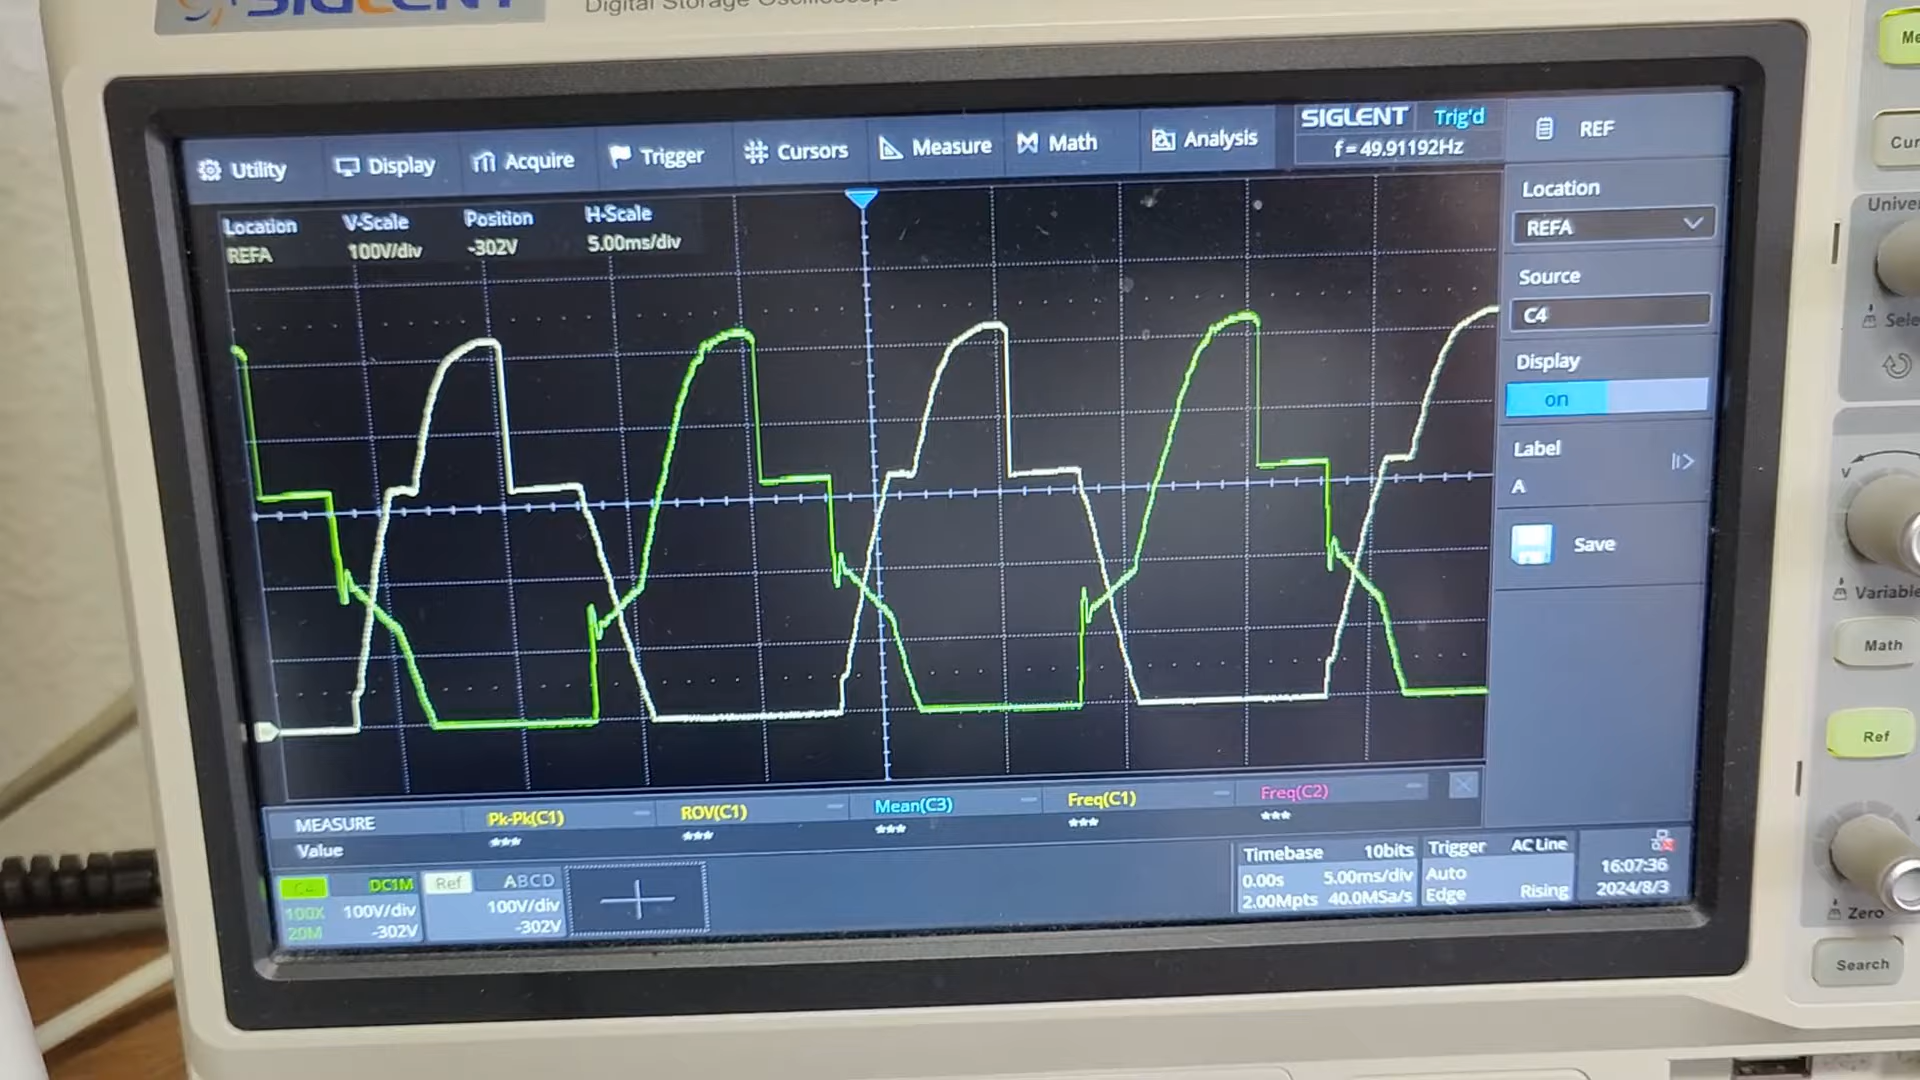 SIGLENT
Digital Storage Oscilloscope
Utility Display Acquire Trigger Cursors Measure Math Analysis
SIGLENT Trig'd
f = 49.91192Hz
REF
Location V-Scale Position H-Scale
REFA 100V/div -302V 5.00ms/div
Location
REFA
Source
C4
Display
on
Label
A
Save
MEASURE Pk-Pk(C1) ROV(C1) Mean(C3) Freq(C1) Freq(C2)
Value *** *** *** *** ***
C4 DC1M
100X 100V/div
20M -302V
Ref ABCD
100V/div
-302V
Timebase 10bits
0.00s 5.00ms/div
2.00Mpts 40.0MSa/s
Trigger AC Line
Auto
Edge Rising
16:07:36
2024/8/3
V
Variable
Math
Ref
Zero
Search